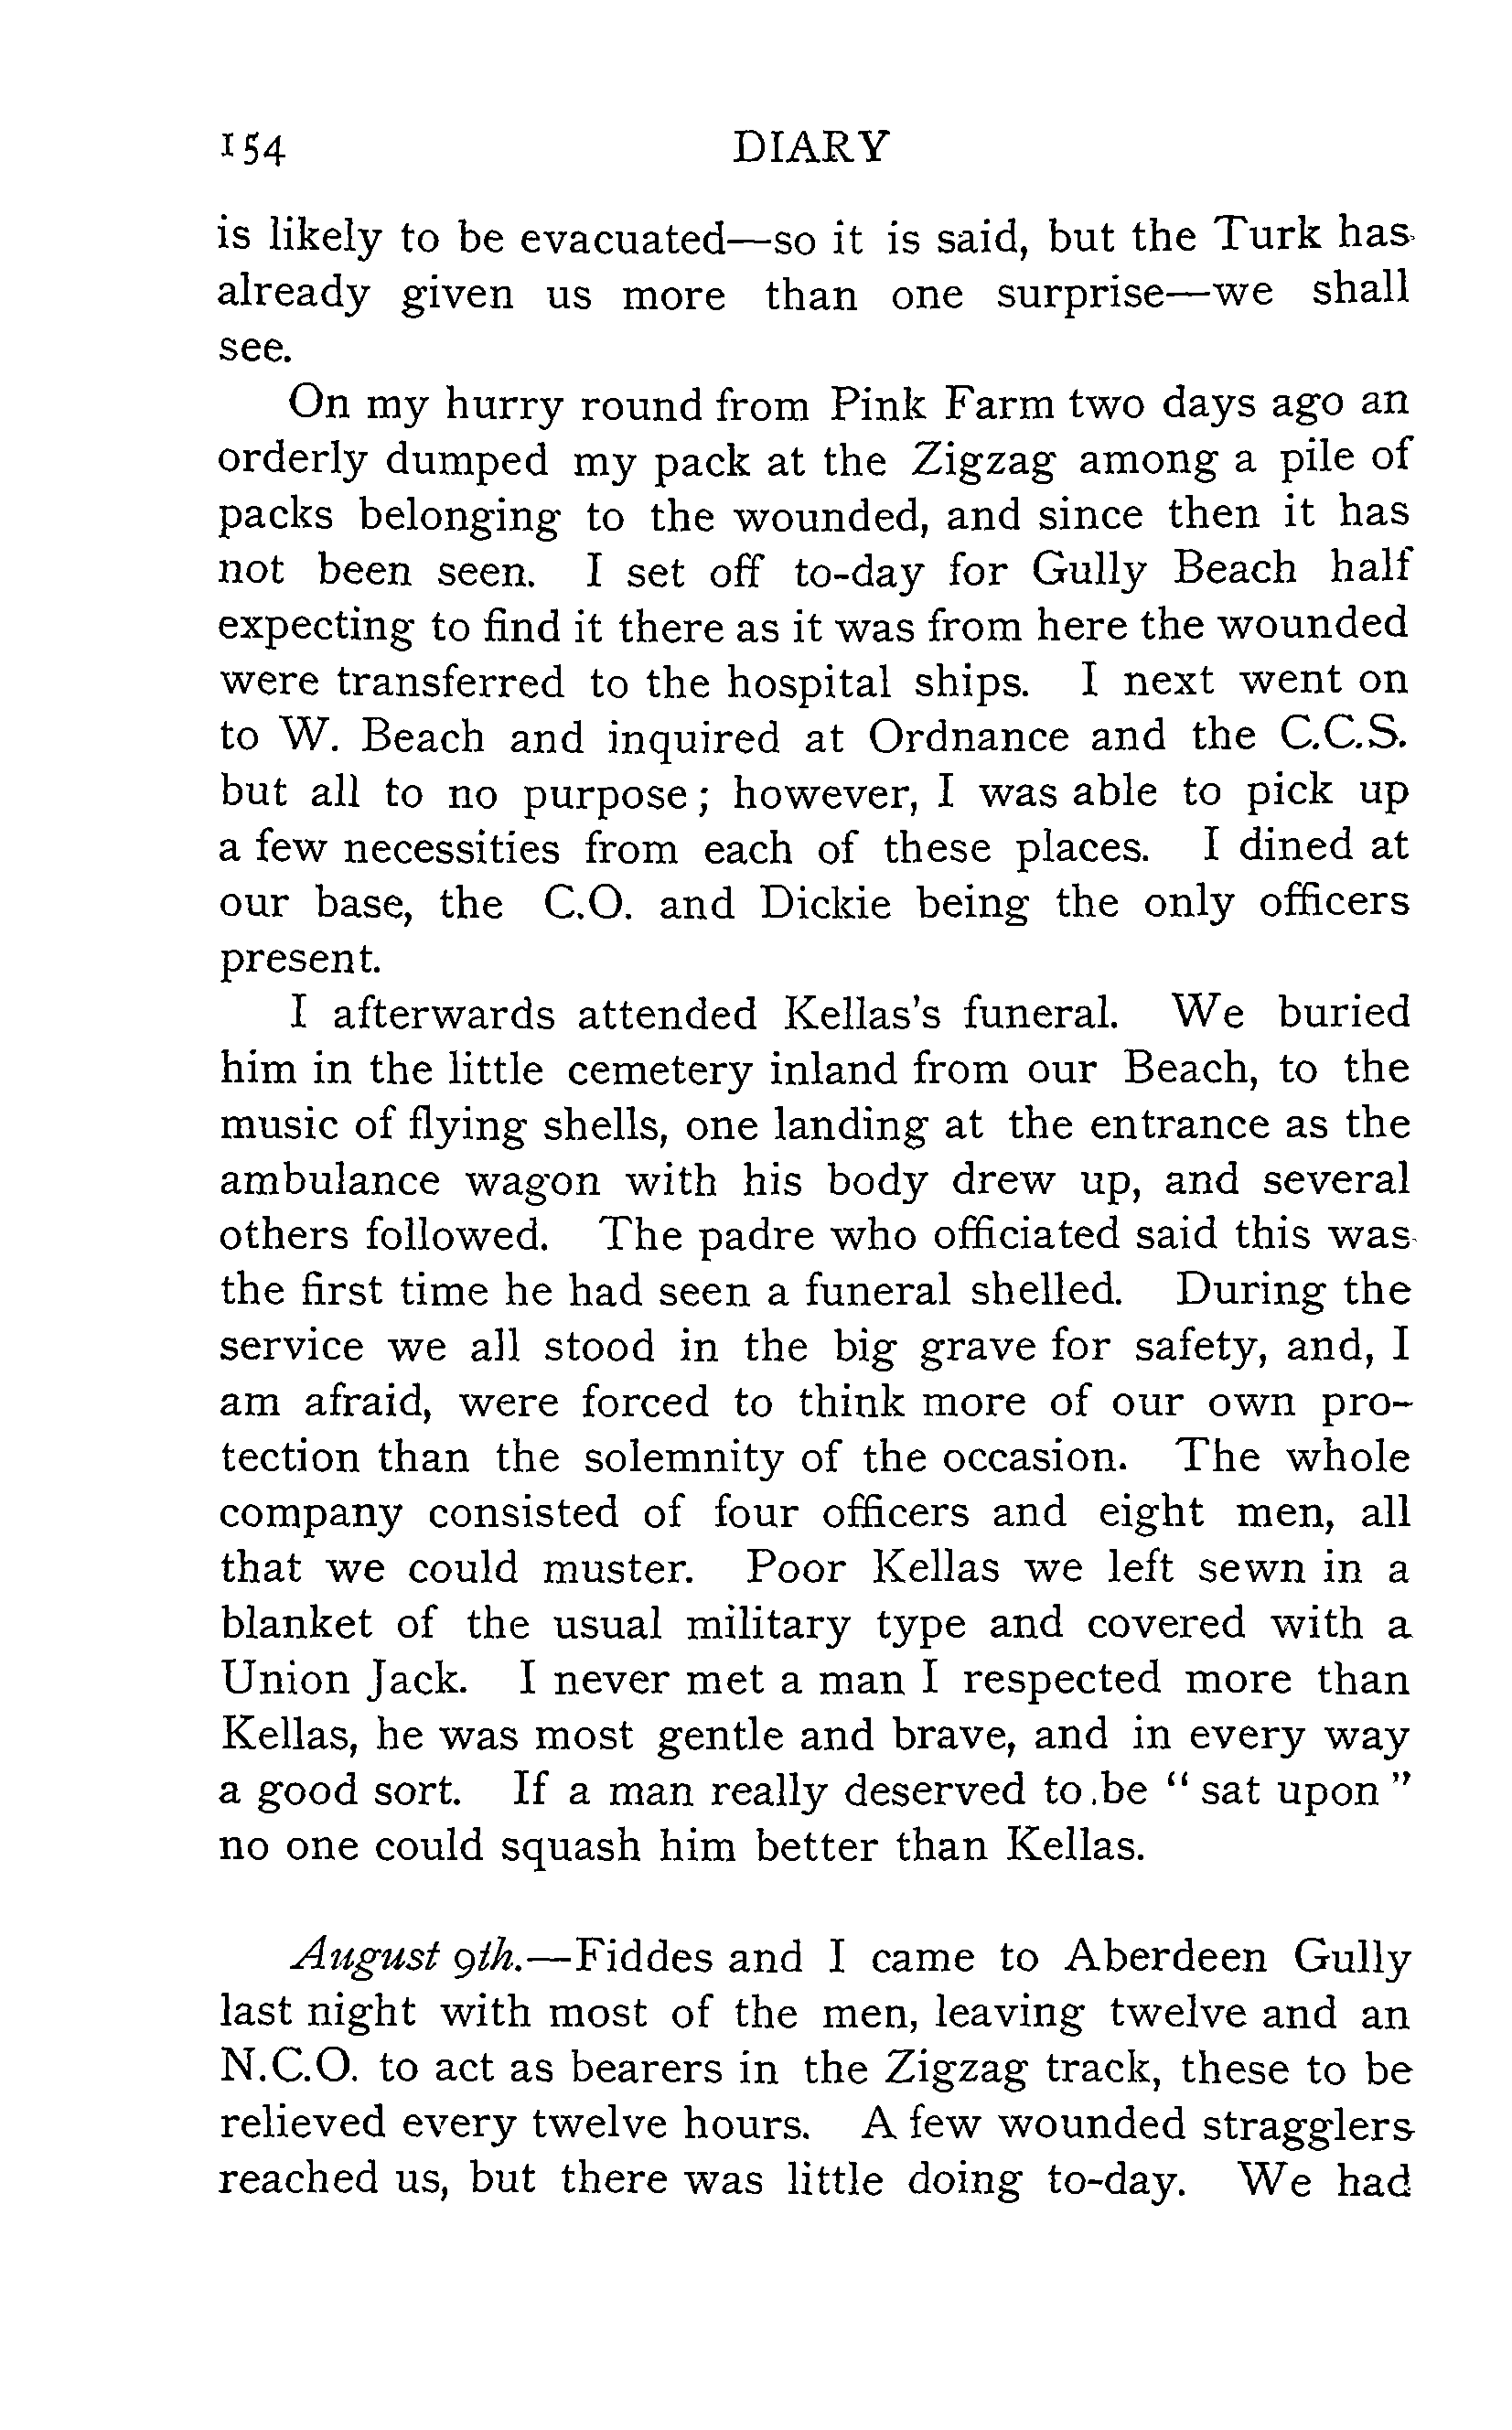 154 DIARY
is likely to be evacuated—so it is said, but the Turk has
already given us more than one surprise—we shall
see.
On my hurry round from Pink Farm two days ago an
orderly dumped my pack at the Zigzag among a pile of
packs belonging to the wounded, and since then it has
not been seen. I set off to-day for Gully Beach half
expecting to find it there as it was from here the wounded
were transferred to the hospital ships. I next went on
to W. Beach and inquired at Ordnance and the C.C.S.
but all to no purpose; however, I was able to pick up
a few necessities from each of these places. I dined at
our base, the C.O. and Dickie being the only officers
present.
I afterwards attended Kellas's funeral. We buried
him in the little cemetery inland from our Beach, to the
music of flying shells, one landing at the entrance as the
ambulance wagon with his body drew up, and several
others followed. The padre who officiated said this was
the first time he had seen a funeral shelled. During the
service we all stood in the big grave for safety, and, I
am afraid, were forced to think more of our own pro-
tection than the solemnity of the occasion. The whole
company consisted of four officers and eight men, all
that we could muster. Poor Kellas we left sewn in a
blanket of the usual military type and covered with a
Union Jack. I never met a man I respected more than
Kellas, he was most gentle and brave, and in every way
a good sort. If a man really deserved to be “ sat upon ”
no one could squash him better than Kellas.
August 9th.—Fiddes and I came to Aberdeen Gully
last night with most of the men, leaving twelve and an
N.C.O. to act as bearers in the Zigzag track, these to be
relieved every twelve hours. A few wounded stragglers
reached us, but there was little doing to-day. We had